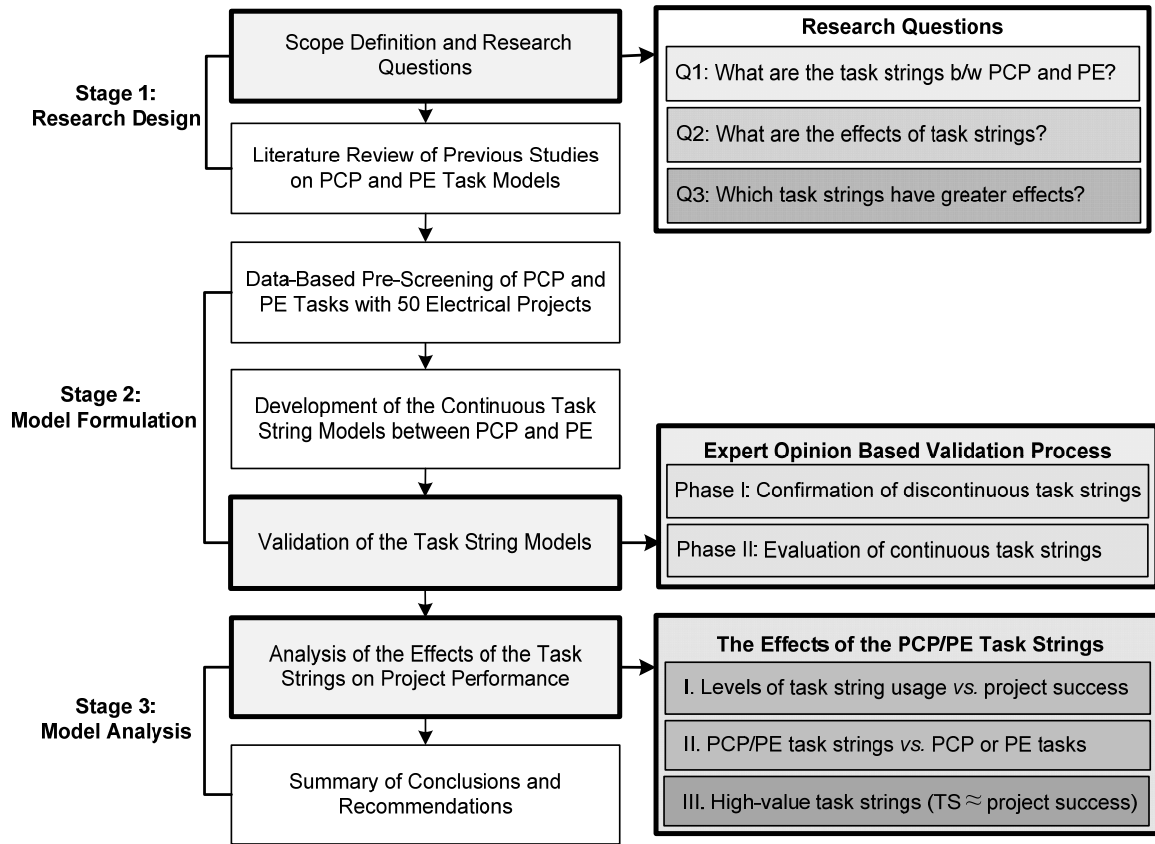 Stage 1:
Research Design
Scope Definition and Research
Questions
Literature Review of Previous Studies
on PCP and PE Task Models
Research Questions
Q1: What are the task strings b/w PCP and PE?
Q2: What are the effects of task strings?
Q3: Which task strings have greater effects?
Stage 2:
Model Formulation
Data-Based Pre-Screening of PCP and
PE Tasks with 50 Electrical Projects
Development of the Continuous Task
String Models between PCP and PE
Validation of the Task String Models
Expert Opinion Based Validation Process
Phase I: Confirmation of discontinuous task strings
Phase II: Evaluation of continuous task strings
Stage 3:
Model Analysis
Analysis of the Effects of the Task
Strings on Project Performance
Summary of Conclusions and
Recommendations
The Effects of the PCP/PE Task Strings
I. Levels of task string usage vs. project success
II. PCP/PE task strings vs. PCP or PE tasks
III. High-value task strings (TS ≈ project success)